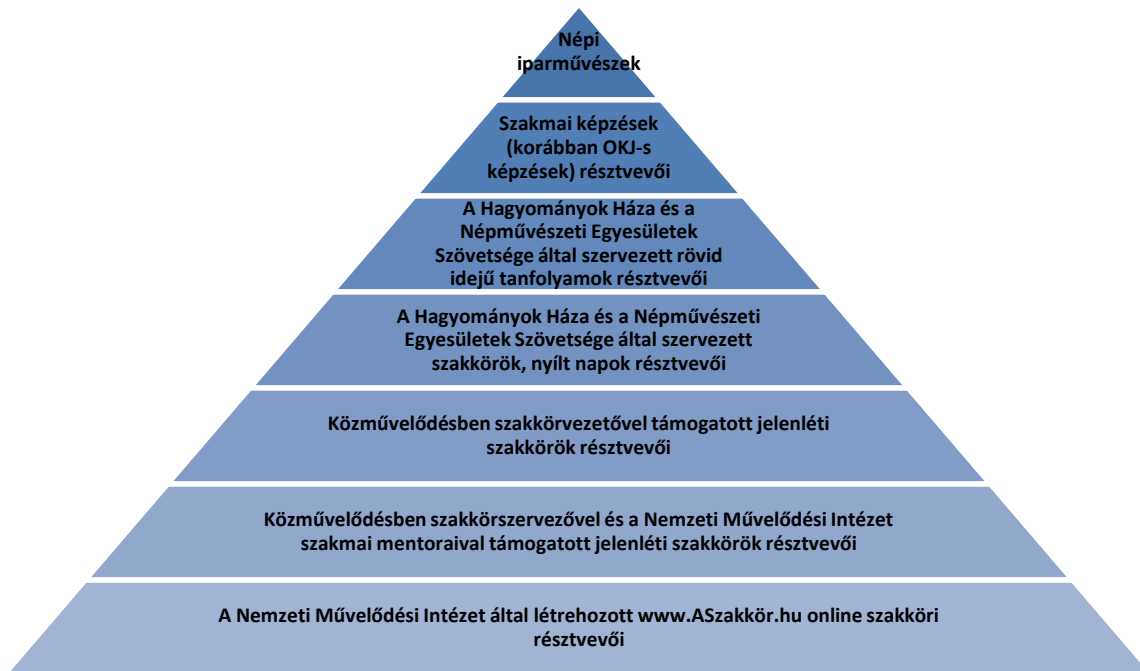 Népi
iparművészek
Szakmai képzések
(korábban OKJ-s
képzések) résztvevői
A Hagyományok Háza és a
Népművészeti Egyesületek
Szövetsége által szervezett rövid
idejű tanfolyamok résztvevői
A Hagyományok Háza és a Népművészeti
Egyesületek Szövetsége által szervezett
szakkörök, nyílt napok résztvevői
Közművelődésben szakkörvezetővel támogatott jelenléti
szakkörök résztvevői
Közművelődésben szakkörszervezővel és a Nemzeti Művelődési Intézet
szakmai mentoraival támogatott jelenléti szakkörök résztvevői
A Nemzeti Művelődési Intézet által létrehozott www.ASzakkör.hu online szakköri
résztvevői